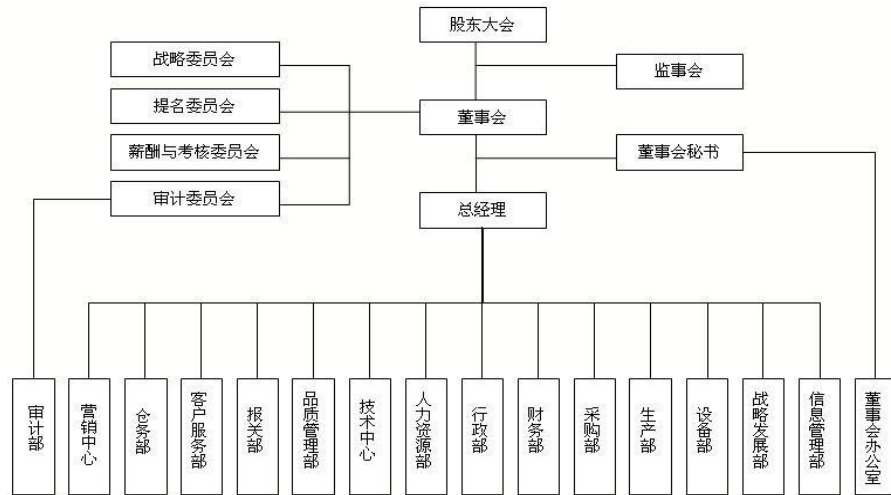 股东大会
战略委员会
监事会
提名委员会
董事会
薪酬与考核委员会
董事会秘书
审计委员会
总经理
审计部
营销中心
仓务部
客户服务部
报关部
品质管理部
技术中心
人力资源部
行政部
财务部
采购部
生产部
设备部
战略发展部
信息管理部
董事会办公室